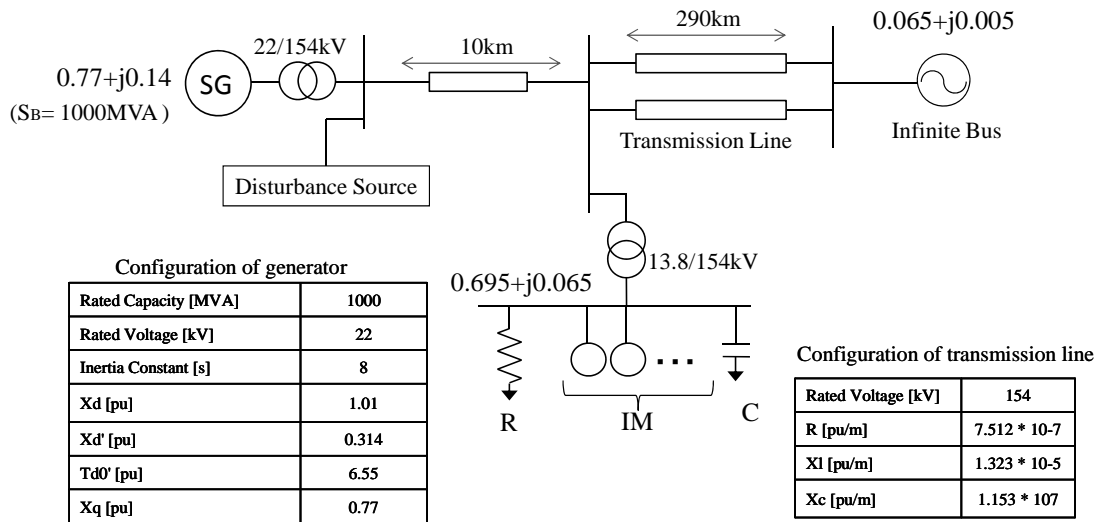 290km
0.065+j0.005
22/154kV
10km
0.77+j0.14
SG
(SB= 1000MVA )
Transmission Line
Infinite Bus
Disturbance Source
13.8/154kV
0.695+j0.065
Configuration of generator
Rated Capacity [MVA] 1000
Rated Voltage [kV] 22
Inertia Constant [s] 8
Xd [pu] 1.01
Xd' [pu] 0.314
Td0' [pu] 6.55
Xq [pu] 0.77
R
IM
C
Configuration of transmission line
Rated Voltage [kV] 154
R [pu/m] 7.512 * 10-7
Xl [pu/m] 1.323 * 10-5
Xc [pu/m] 1.153 * 107